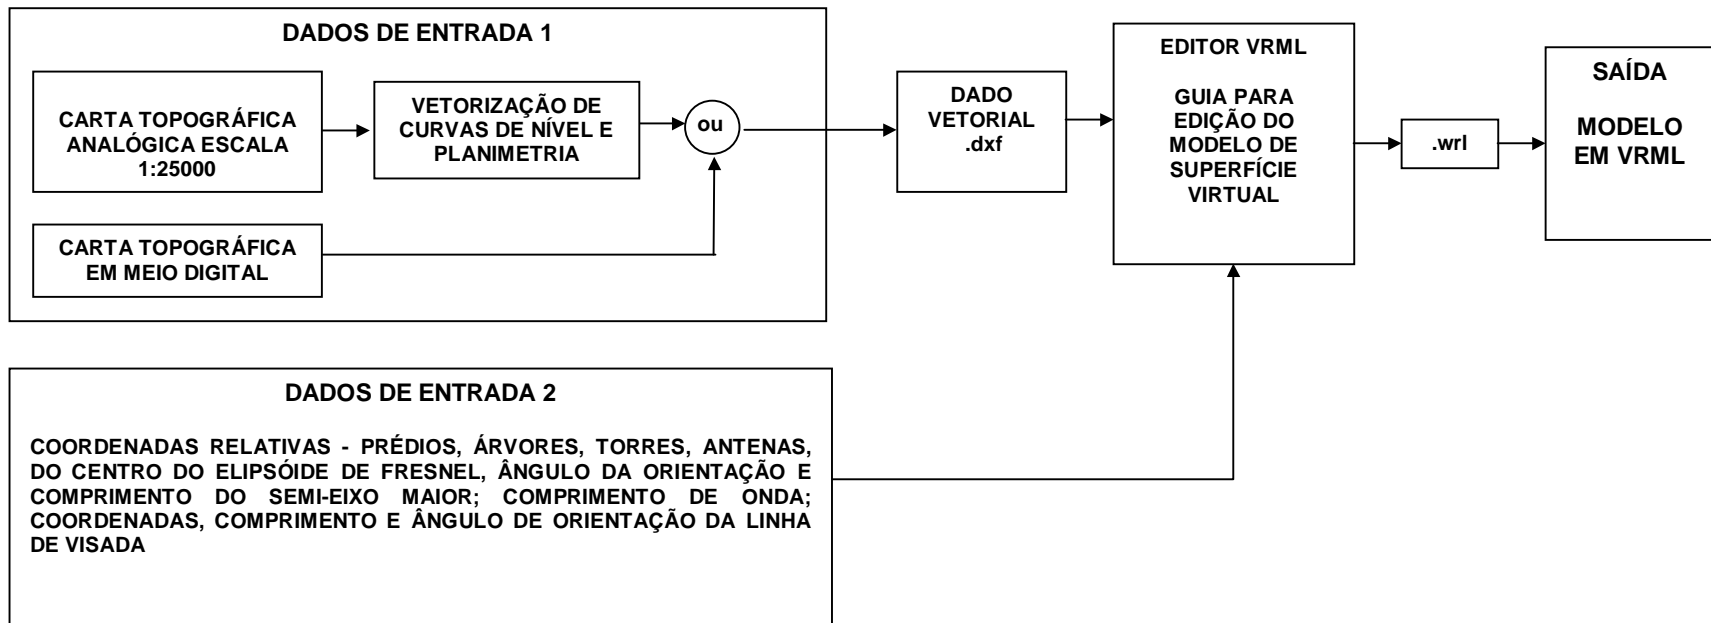 DADOS DE ENTRADA 1
CARTA TOPOGRÁFICA
ANALÓGICA ESCALA
1:25000
VETORIZAÇÃO DE
CURVAS DE NÍVEL E
PLANIMETRIA
ou
CARTA TOPOGRÁFICA
EM MEIO DIGITAL
DADO
VETORIAL
.dxf
EDITOR VRML
GUIA PARA
EDIÇÃO DO
MODELO DE
SUPERFÍCIE
VIRTUAL
.wrl
SAÍDA
MODELO
EM VRML
DADOS DE ENTRADA 2
COORDENADAS RELATIVAS - PRÉDIOS, ÁRVORES, TORRES, ANTENAS,
DO CENTRO DO ELIPSÓIDE DE FRESNEL, ÂNGULO DA ORIENTAÇÃO E
COMPRIMENTO DO SEMI-EIXO MAIOR; COMPRIMENTO DE ONDA;
COORDENADAS, COMPRIMENTO E ÂNGULO DE ORIENTAÇÃO DA LINHA
DE VISADA